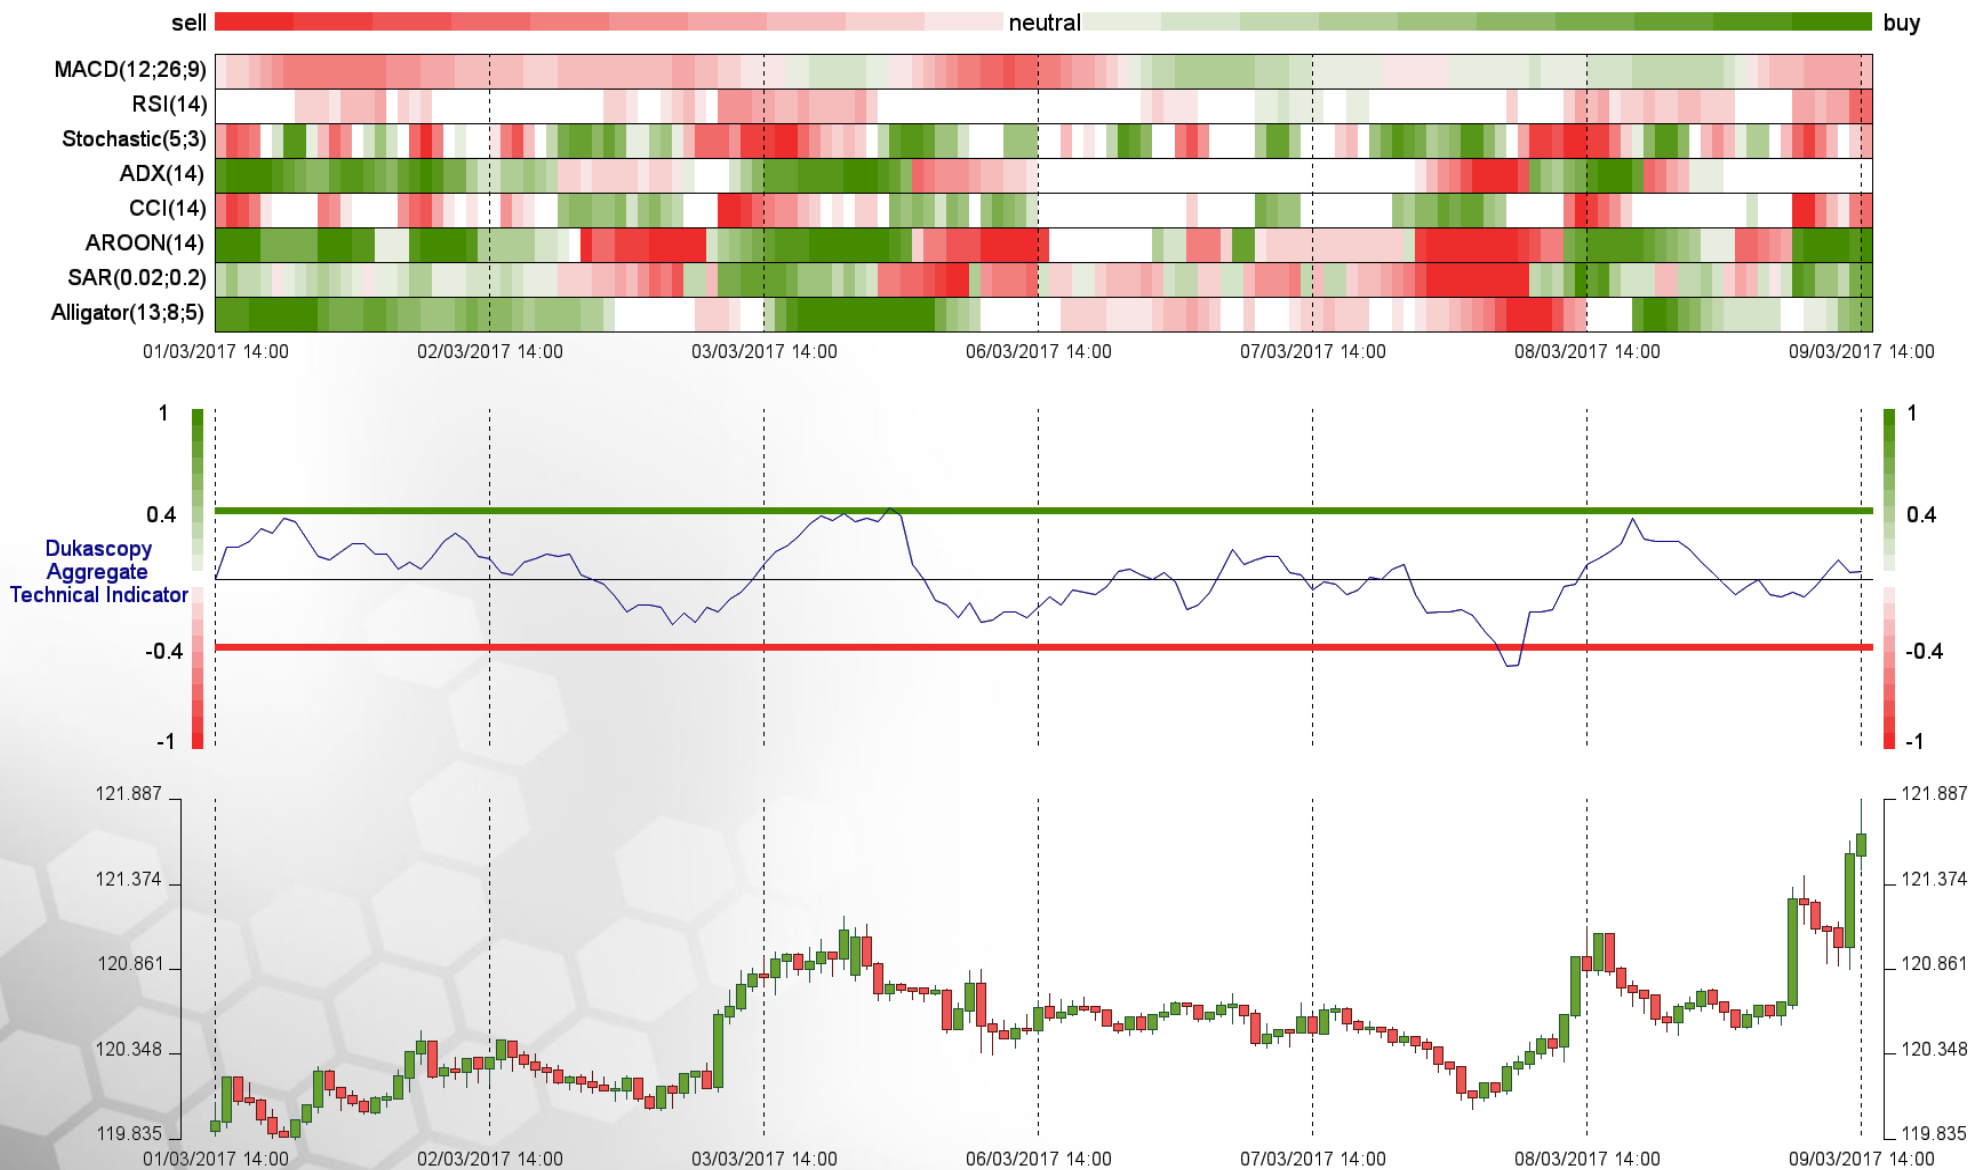 sell neutral buy
MACD(12;26;9)
RSI(14)
Stochastic(5;3)
ADX(14)
CCI(14)
AROON(14)
SAR(0.02;0.2)
Alligator(13;8;5)
01/03/2017 14:00 02/03/2017 14:00 03/03/2017 14:00 06/03/2017 14:00 07/03/2017 14:00 08/03/2017 14:00 09/03/2017 14:00
1 1
0.4 0.4
Dukascopy
Aggregate
Technical Indicator
-0.4 -0.4
-1 -1
121.887 121.887
121.374 121.374
120.861 120.861
120.348 120.348
119.835 119.835
01/03/2017 14:00 02/03/2017 14:00 03/03/2017 14:00 06/03/2017 14:00 07/03/2017 14:00 08/03/2017 14:00 09/03/2017 14:00